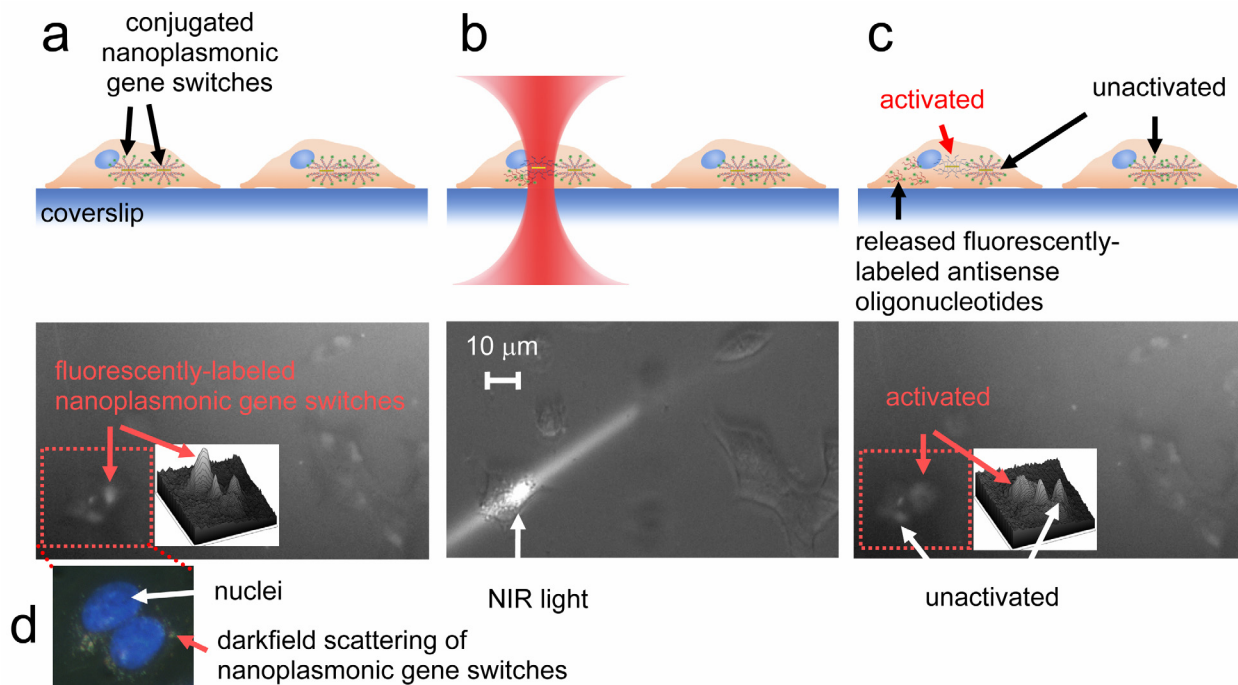 a
conjugated
nanoplasmonic
gene switches
coverslip
b
c
activated
unactivated
released fluorescently-
labeled antisense
oligonucleotides
fluorescently-labeled
nanoplasmonic gene switches
10 μm
NIR light
activated
unactivated
d
nuclei
darkfield scattering of
nanoplasmonic gene switches